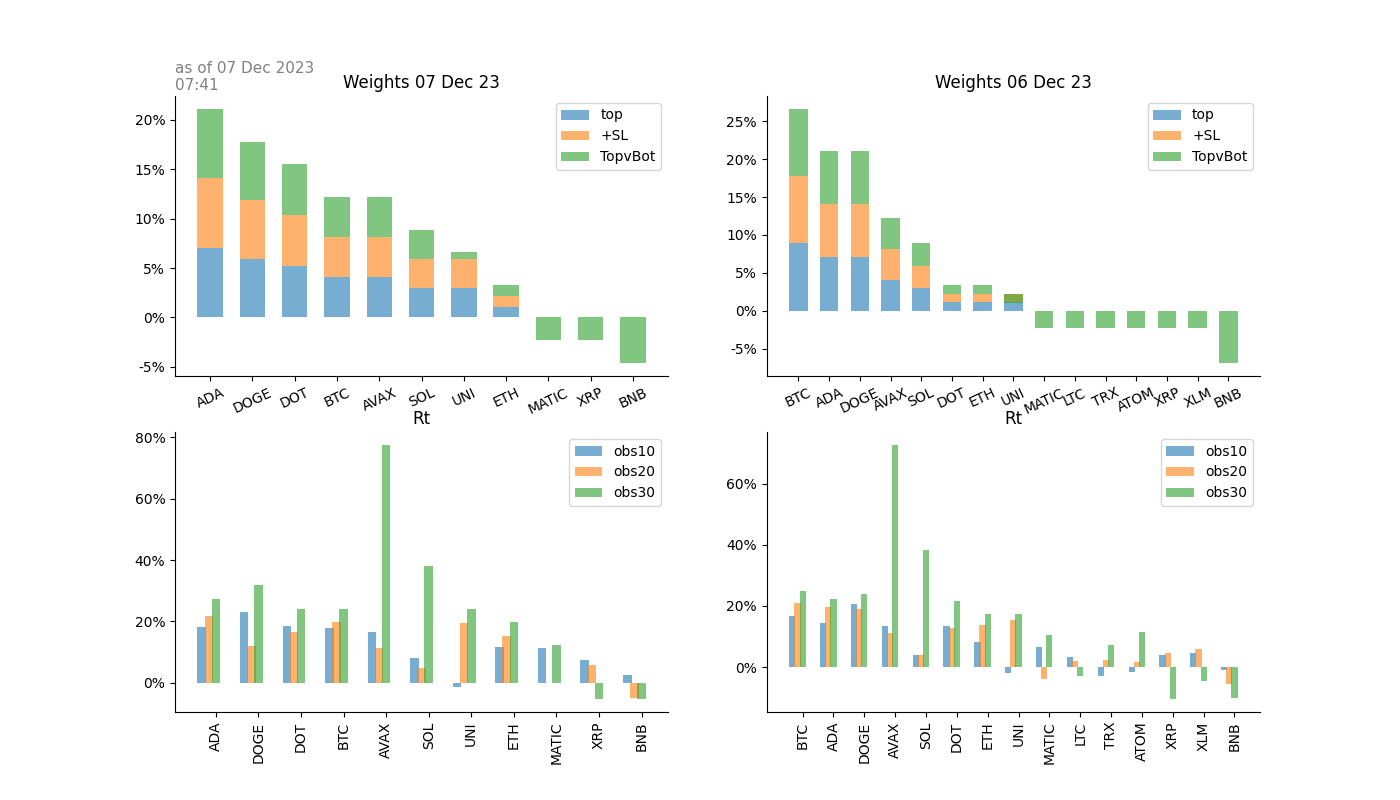 as of 07 Dec 2023
07:41
Weights 07 Dec 23
20%
15%
10%
5%
0%
-5%
top
+SL
TopvBot
ADA DOGE DOT BTC AVAX SOL UNI ETH MATIC XRP BNB
Weights 06 Dec 23
25%
20%
15%
10%
5%
0%
-5%
top
+SL
TopvBot
BTC ADA DOGE AVAX SOL DOT ETH UNI MATIC LTC TRX ATOM XRP XLM BNB
Rt
80%
60%
40%
20%
0%
obs10
obs20
obs30
ADA DOGE DOT BTC AVAX SOL UNI ETH MATIC XRP BNB
Rt
60%
40%
20%
0%
obs10
obs20
obs30
BTC ADA DOGE AVAX SOL DOT ETH UNI MATIC LTC TRX ATOM XRP XLM BNB